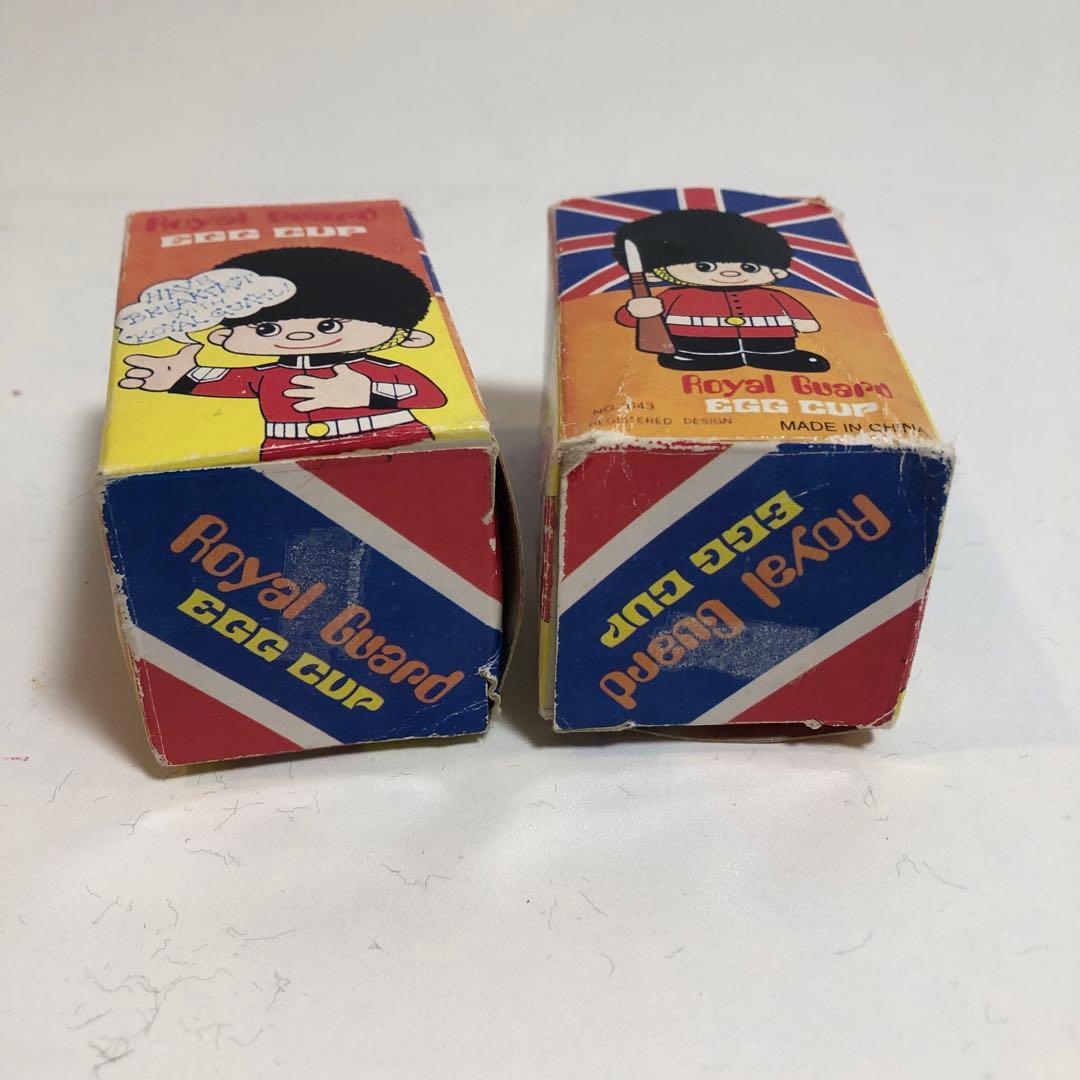 Royal Guard
EGG CUP
HAVE
BREAKFAST
WITH
ROYAL GUARD!
Royal Guard
EGG CUP
Royal Guard
EGG CUP
NO.
REGISTERED DESIGN
MADE IN CHINA
Royal Guard
EGG CUP